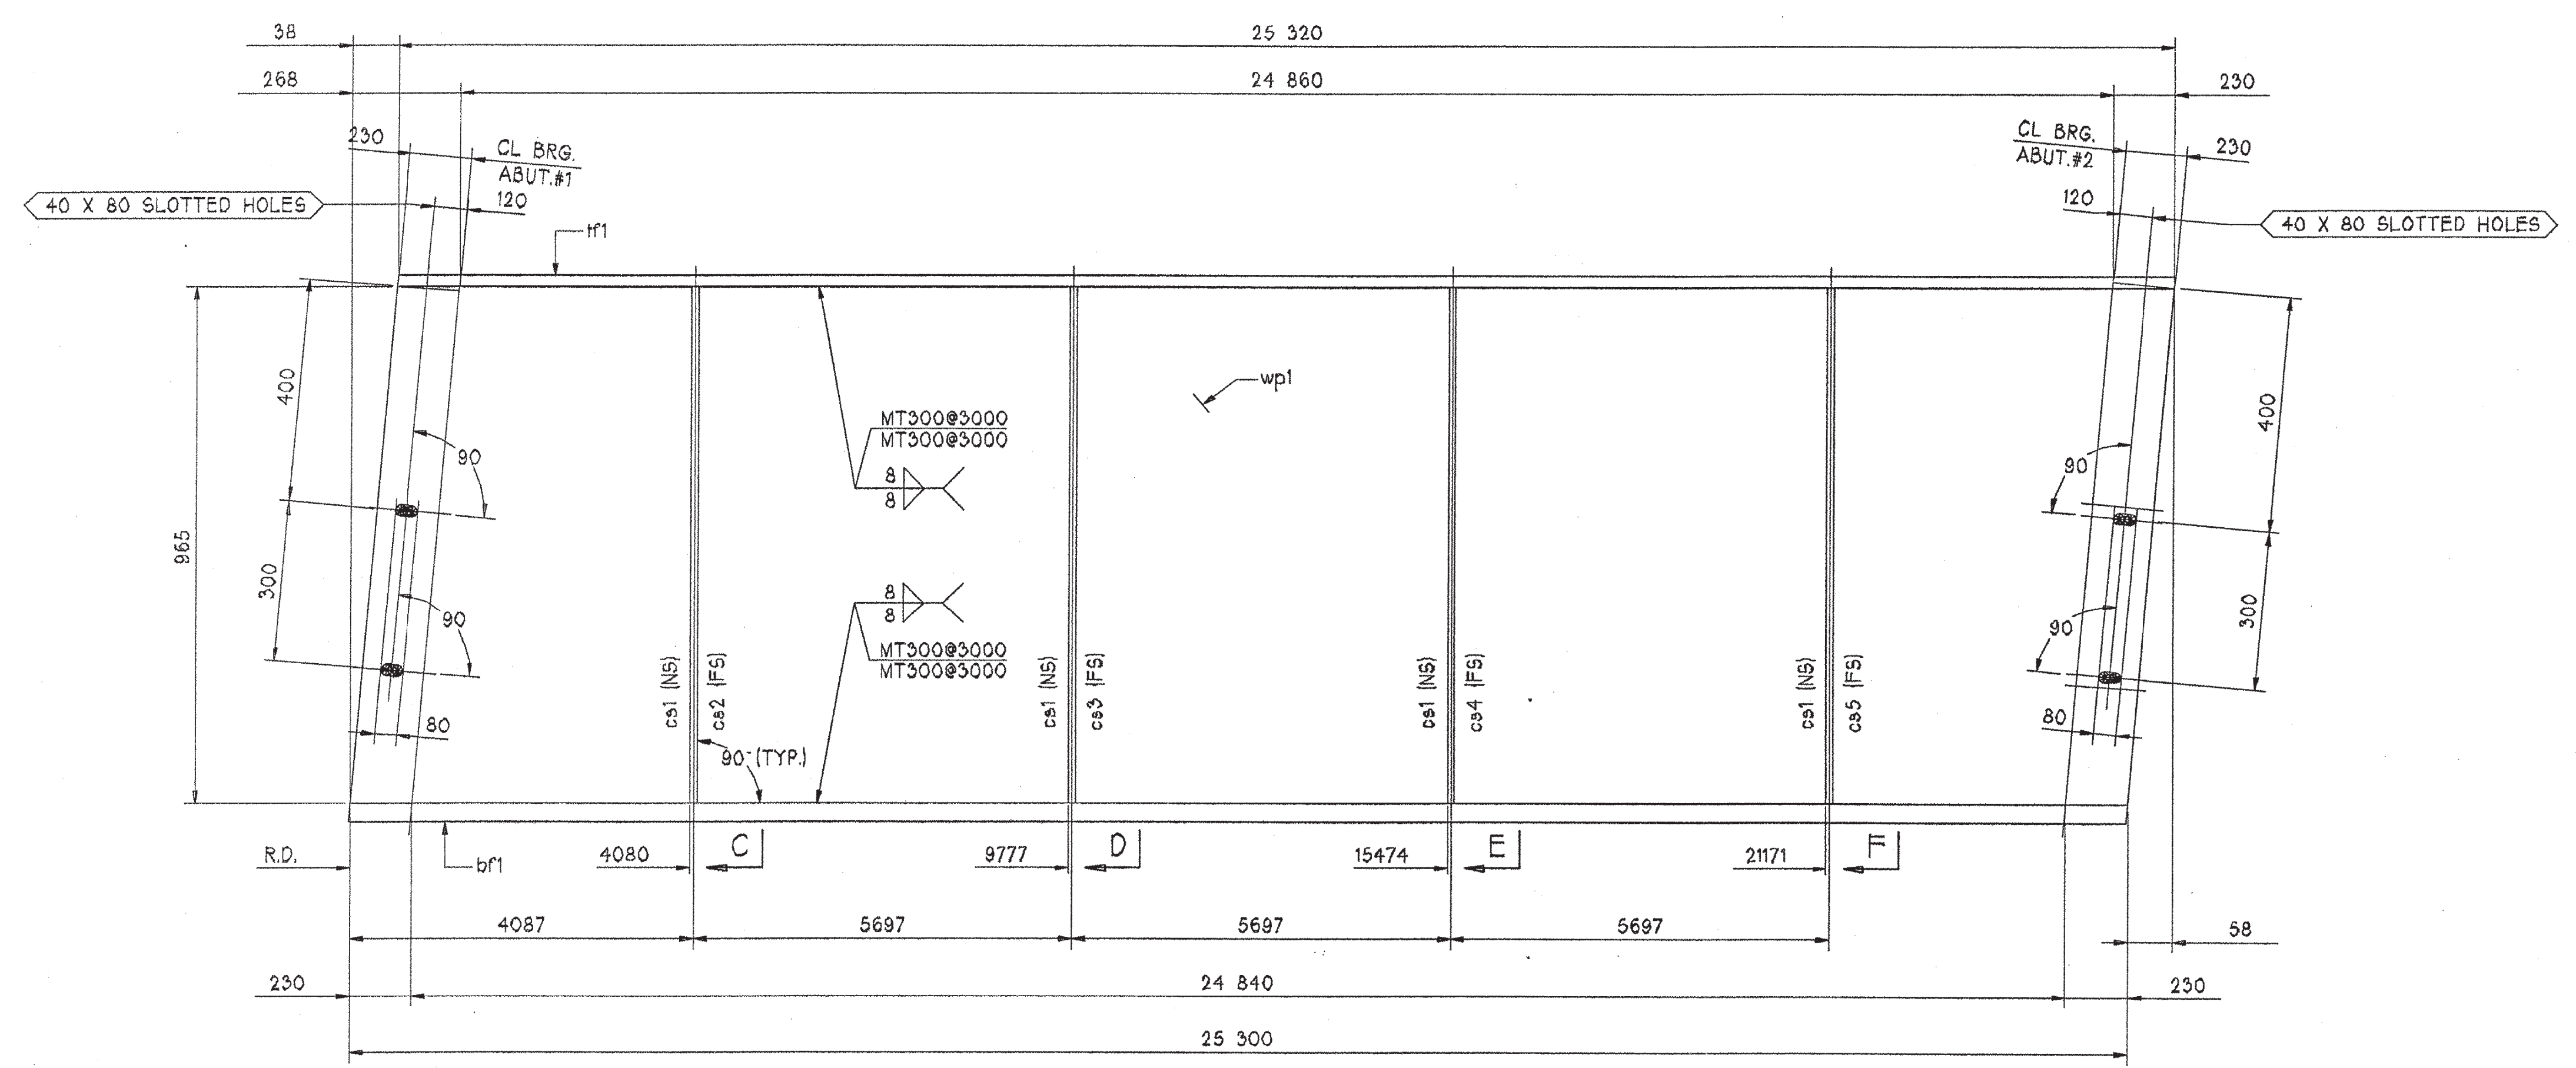 38
25 320
268
24 860
230
230
CL BRG.
ABUT.#1
120
40 X 80 SLOTTED HOLES
CL BRG.
ABUT.#2
230
120
40 X 80 SLOTTED HOLES
tf1
400
965
300
90
90
80
MT300@3000
MT300@3000
8
8
wp1
8
8
MT300@3000
MT300@3000
cs1 (NS)
cs2 (FS)
cs1 (NS)
cs3 (FS)
cs1 (NS)
cs4 (FS)
cs1 (NS)
cs5 (FS)
90 (TYP.)
90
90
80
400
300
R.D.
bf1
4080
C
9777
D
15474
E
21171
F
4087
5697
5697
5697
58
230
24 840
230
25 300